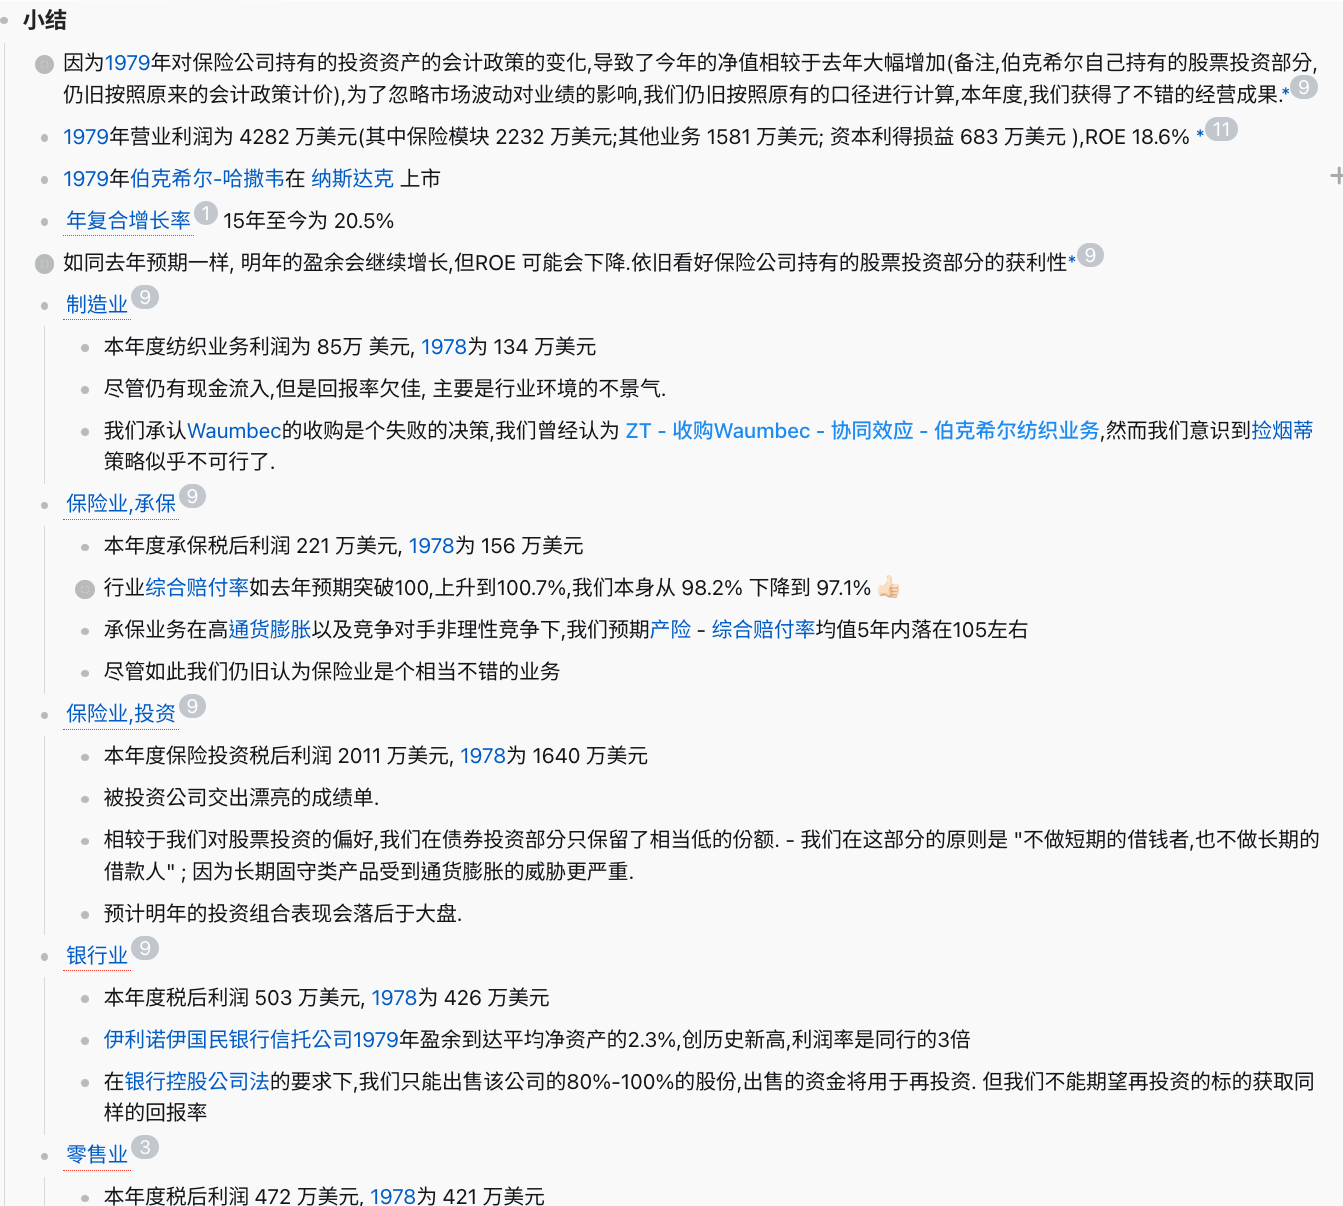 小结
因为1979年对保险公司持有的投资资产的会计政策的变化,导致了今年的净值相较于去年大幅增加(备注,伯克希尔自己持有的股票投资部分,
仍旧按照原来的会计政策计价),为了忽略市场波动对业绩的影响,我们仍旧按照原有的口径进行计算,本年度,我们获得了不错的经营成果.* 9
1979年营业利润为 4282 万美元(其中保险模块 2232 万美元;其他业务 1581 万美元; 资本利得损益 683 万美元 ),ROE 18.6% * 11
1979年伯克希尔-哈撒韦在 纳斯达克 上市
年复合增长率 1 15年至今为 20.5%
如同去年预期一样, 明年的盈余会继续增长,但ROE 可能会下降.依旧看好保险公司持有的股票投资部分的获利性* 9
制造业 9
本年度纺织业务利润为 85万 美元, 1978为 134 万美元
尽管仍有现金流入,但是回报率欠佳, 主要是行业环境的不景气.
我们承认Waumbec的收购是个失败的决策,我们曾经认为 ZT - 收购Waumbec - 协同效应 - 伯克希尔纺织业务,然而我们意识到捡烟蒂
策略似乎不可行了.
保险业,承保 9
本年度承保税后利润 221 万美元, 1978为 156 万美元
行业综合赔付率如去年预期突破100,上升到100.7%,我们本身从 98.2% 下降到 97.1% 👍🏻
承保业务在高通货膨胀以及竞争对手非理性竞争下,我们预期产险 - 综合赔付率均值5年内落在105左右
尽管如此我们仍旧认为保险业是个相当不错的业务
保险业,投资 9
本年度保险投资税后利润 2011 万美元, 1978为 1640 万美元
被投资公司交出漂亮的成绩单.
相较于我们对股票投资的偏好,我们在债券投资部分只保留了相当低的份额. - 我们在这部分的原则是 "不做短期的借钱者,也不做长期的
借款人" ; 因为长期固守类产品受到通货膨胀的威胁更严重.
预计明年的投资组合表现会落后于大盘.
银行业 9
本年度税后利润 503 万美元, 1978为 426 万美元
伊利诺伊国民银行信托公司1979年盈余到达平均净资产的2.3%,创历史新高,利润率是同行的3倍
在银行控股公司法的要求下,我们只能出售该公司的80%-100%的股份,出售的资金将用于再投资. 但我们不能期望再投资的标的获取同
样的回报率
零售业 3
本年度税后利润 472 万美元, 1978为 421 万美元